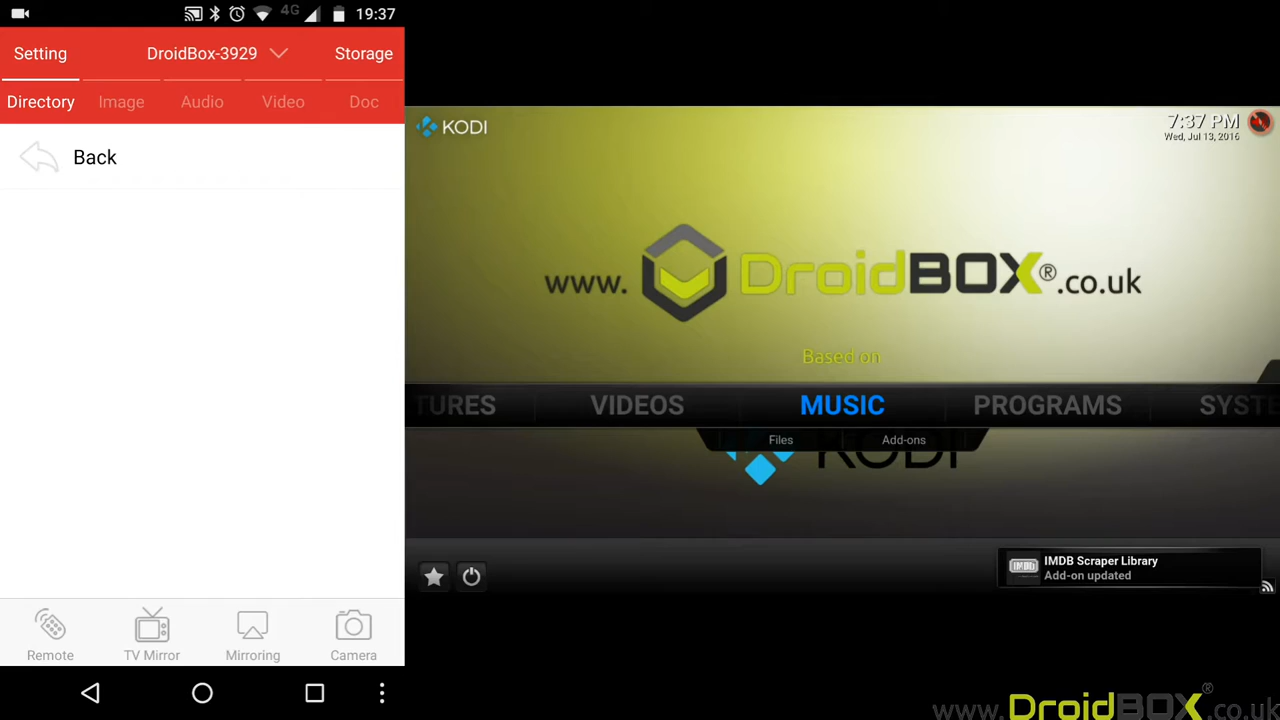 4G 19:37
Setting DroidBox-3929 Storage
Directory Image Audio Video Doc
Back
Remote TV Mirror Mirroring Camera
KODI
7:37 PM
Wed, Jul 13, 2016
www. DroidBOX® .co.uk
Based on
TURES VIDEOS MUSIC PROGRAMS SYSTE
Files Add-ons
KODI
IMDB IMDB Scraper Library
Add-on updated
www. DroidBOX® .co.uk